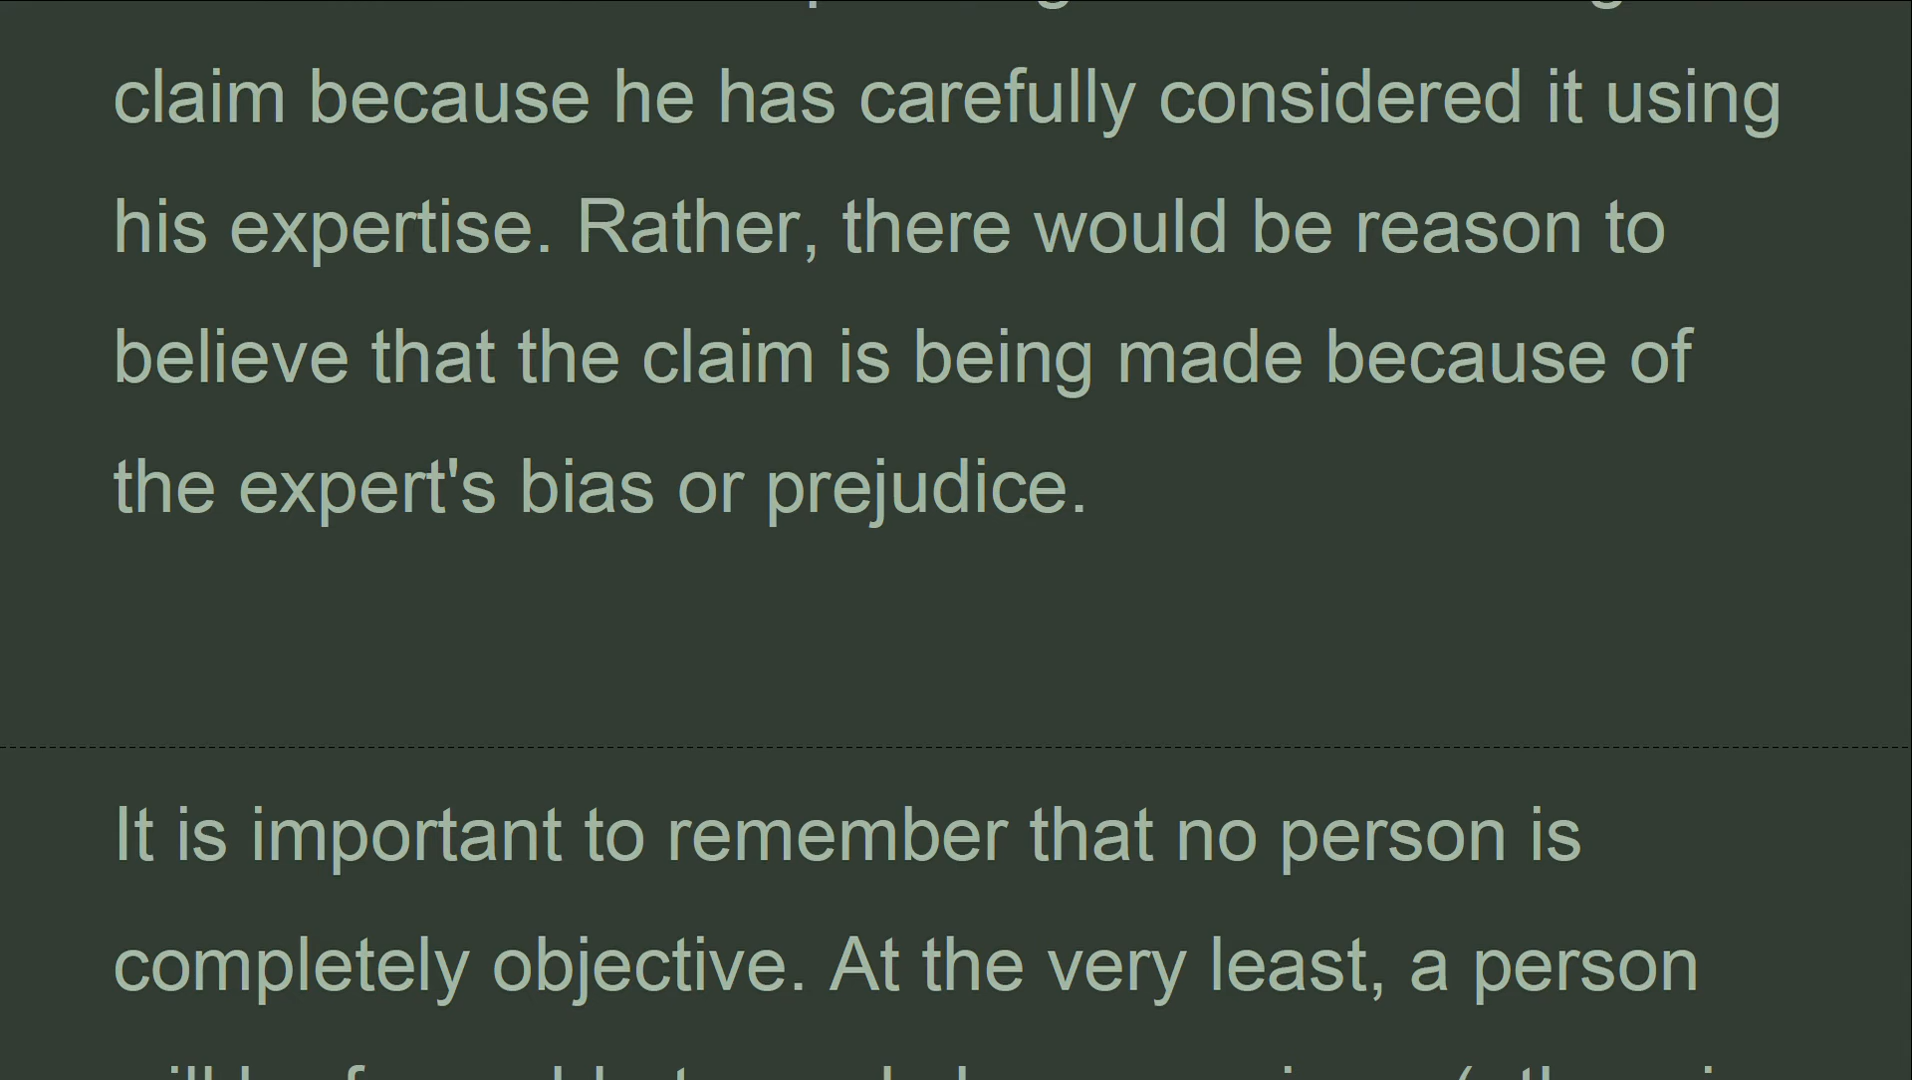 claim because he has carefully considered it using
his expertise. Rather, there would be reason to
believe that the claim is being made because of
the expert's bias or prejudice.
It is important to remember that no person is
completely objective. At the very least, a person